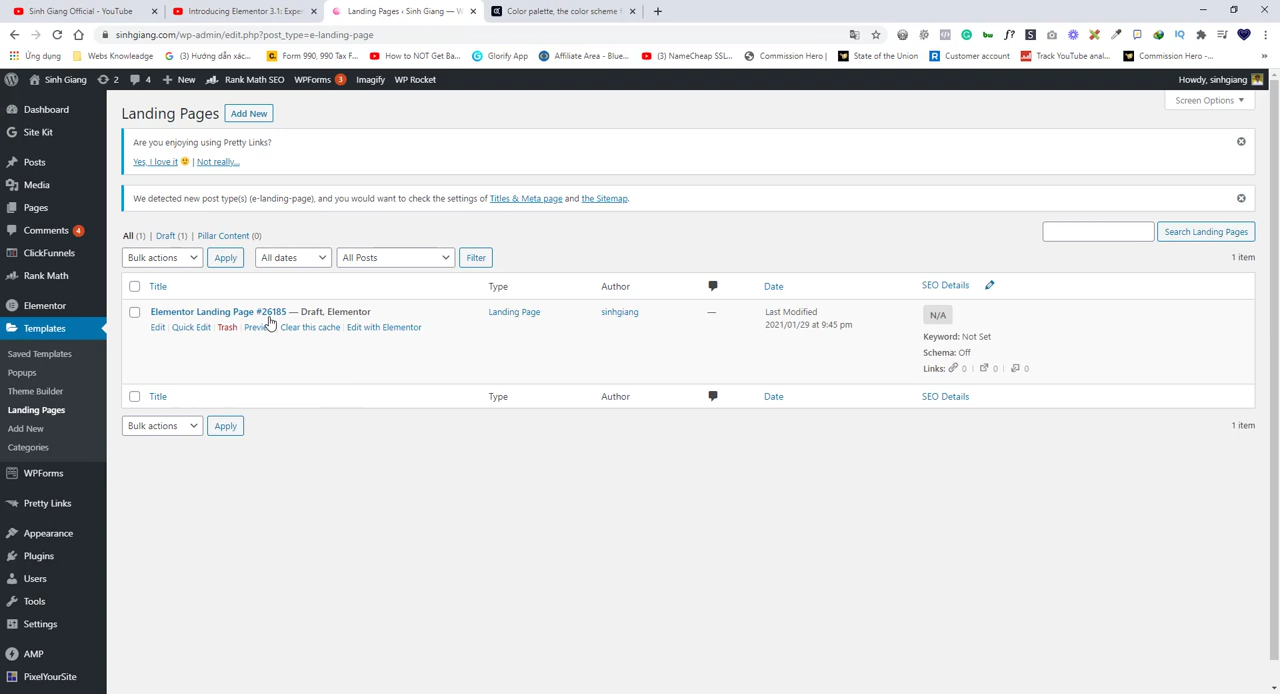 Sinh Giang Official - YouTube
Introducing Elementor 3.1: Expe
Landing Pages ‹ Sinh Giang — W
Color palette, the color scheme
sinhgiang.com/wp-admin/edit.php?post_type=e-landing-page
Ứng dụng
Webs Knowledage
(3) Hướng dẫn xác...
Form 990, 990 Tax F...
How to NOT Get Ba...
Glorify App
Affiliate Area - Blue...
(3) NameCheap SSL...
Commission Hero |
State of the Union
Customer account
Track YouTube anal...
Commission Hero -...
Sinh Giang
2
4
New
Rank Math SEO
WPForms 3
Imagify
WP Rocket
Howdy, sinhgiang
Dashboard
Site Kit
Posts
Media
Pages
Comments 4
ClickFunnels
Rank Math
Elementor
Templates
Saved Templates
Popups
Theme Builder
Landing Pages
Add New
Categories
WPForms
Pretty Links
Appearance
Plugins
Users
Tools
Settings
AMP
PixelYourSite
Landing Pages
Add New
Screen Options
Are you enjoying using Pretty Links?
Yes, I love it | Not really...
We detected new post type(s) (e-landing-page), and you would want to check the settings of Titles & Meta page and the Sitemap.
All (1) | Draft (1) | Pillar Content (0)
Search Landing Pages
Bulk actions
Apply
All dates
All Posts
Filter
1 item
Title
Type
Author
Date
SEO Details
Elementor Landing Page #26185 — Draft, Elementor
Edit | Quick Edit | Trash | Preview | Clear this cache | Edit with Elementor
Landing Page
sinhgiang
—
Last Modified
2021/01/29 at 9:45 pm
N/A
Keyword: Not Set
Schema: Off
Links: 0 | 0 | 0
Title
Type
Author
Date
SEO Details
Bulk actions
Apply
1 item